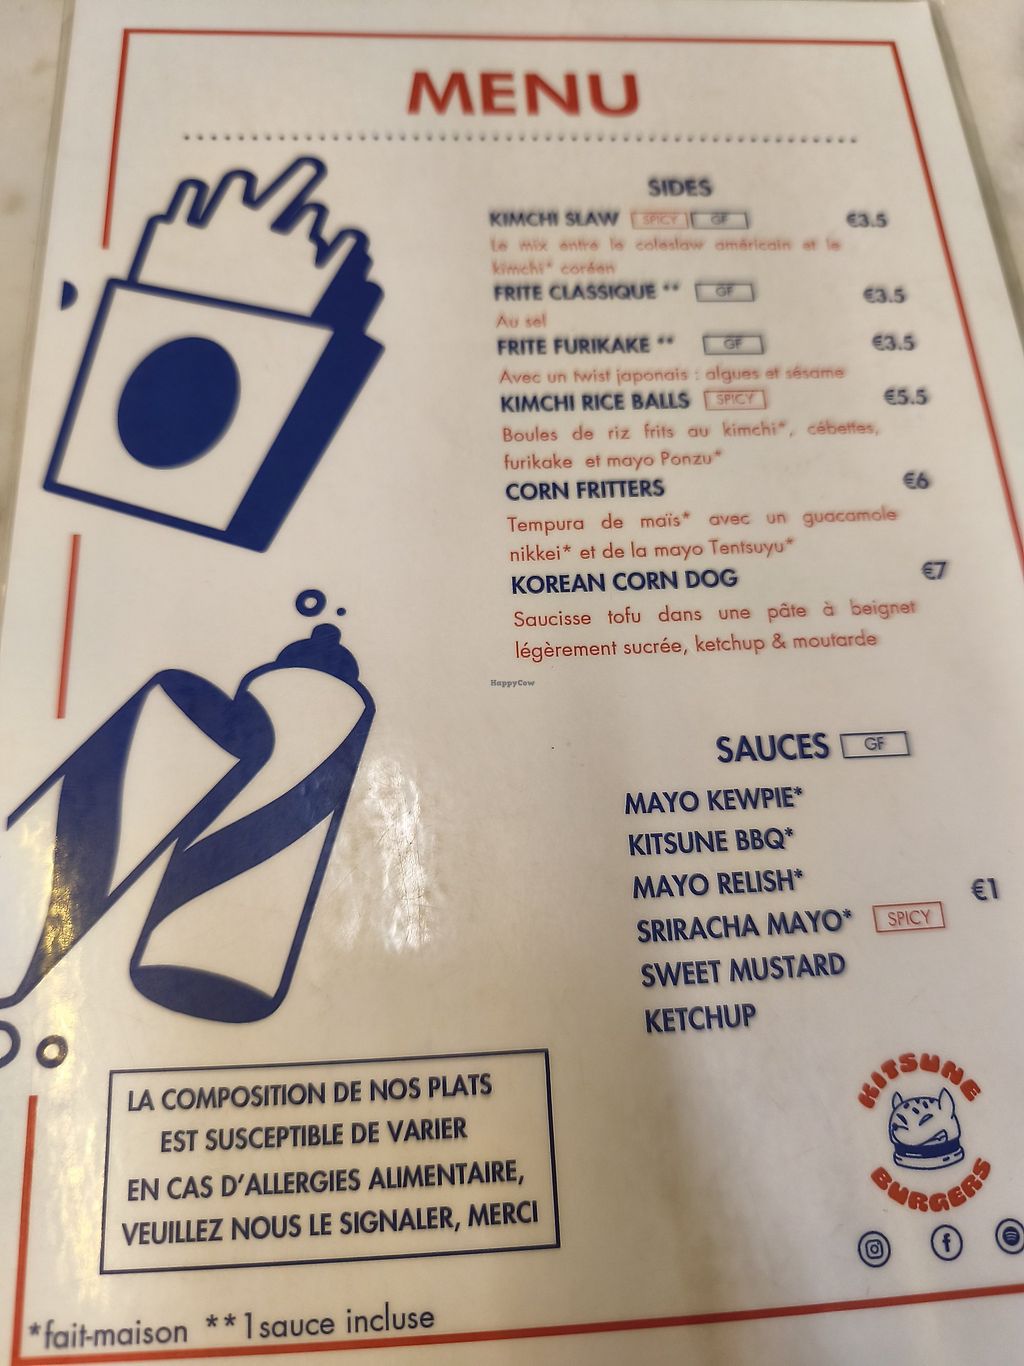 MENU
SIDES
KIMCHI SLAW SPICY GF €3.5
Le mix entre le coleslaw américain et le
kimchi* coréen
FRITE CLASSIQUE ** GF €3.5
Au sel
FRITE FURIKAKE ** GF €3.5
Avec un twist japonais : algues et sésame
KIMCHI RICE BALLS SPICY €5.5
Boules de riz frits au kimchi*, cébettes,
furikake et mayo Ponzu*
CORN FRITTERS €6
Tempura de maïs* avec un guacamole
nikkei* et de la mayo Tentsuyu*
KOREAN CORN DOG €7
Saucisse tofu dans une pâte à beignet
légèrement sucrée, ketchup & moutarde
HappyCow
SAUCES GF
MAYO KEWPIE*
KITSUNE BBQ*
MAYO RELISH* €1
SRIRACHA MAYO* SPICY
SWEET MUSTARD
KETCHUP
KITSUNE
BURGERS
LA COMPOSITION DE NOS PLATS
EST SUSCEPTIBLE DE VARIER
EN CAS D'ALLERGIES ALIMENTAIRE,
VEUILLEZ NOUS LE SIGNALER, MERCI
*fait-maison **1sauce incluse